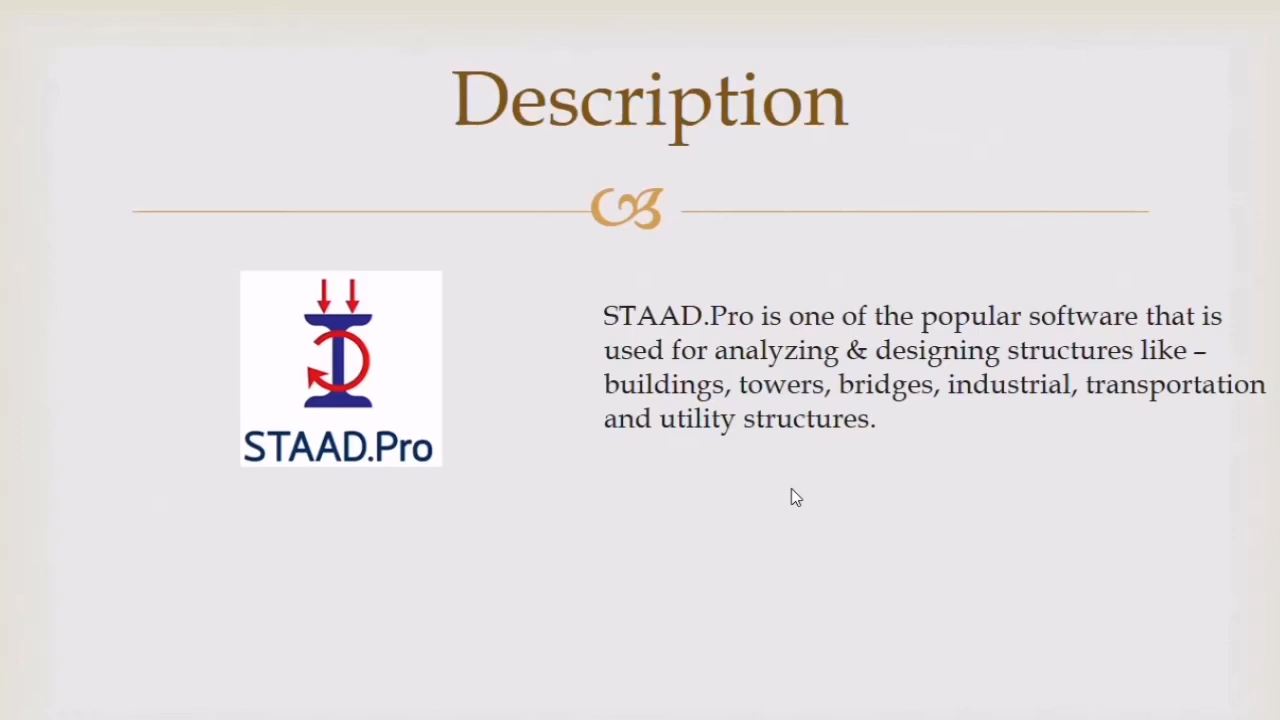 Description
STAAD.Pro
STAAD.Pro is one of the popular software that is
used for analyzing & designing structures like –
buildings, towers, bridges, industrial, transportation
and utility structures.